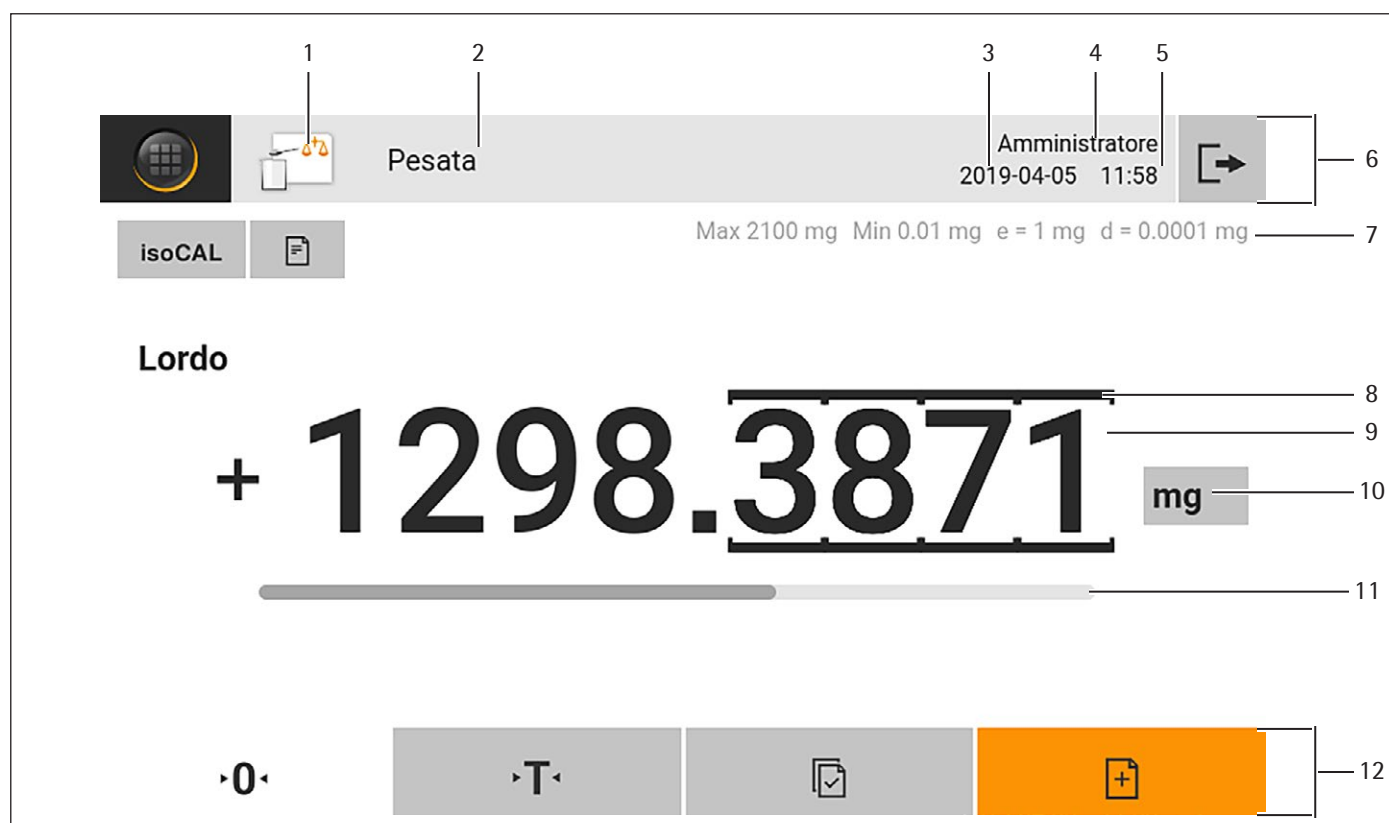 1 2 3 4 5
Pesata
Amministratore
2019-04-05 11:58
6
isoCAL
Max 2100 mg Min 0.01 mg e = 1 mg d = 0.0001 mg
7
Lordo
8
+ 1298.3871
9
mg
10
11
0 T
12